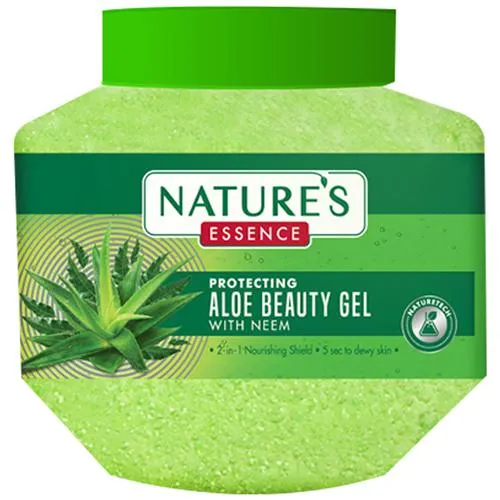 NATURE'S
ESSENCE
PROTECTING
ALOE BEAUTY GEL
WITH NEEM
• 2-in-1 Nourishing Shield • 5 sec to dewy skin •
NATURETECH